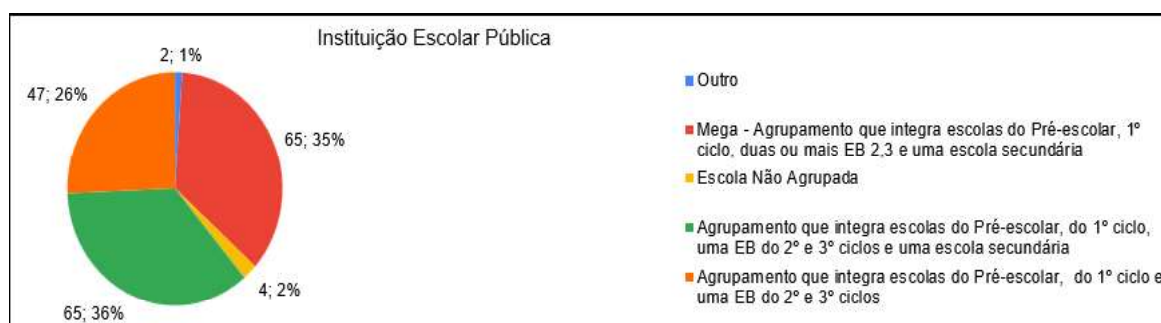 Instituição Escolar Pública
2; 1%
47; 26%
65; 35%
4; 2%
65; 36%
Outro
Mega - Agrupamento que integra escolas do Pré-escolar, 1º
ciclo, duas ou mais EB 2,3 e uma escola secundária
Escola Não Agrupada
Agrupamento que integra escolas do Pré-escolar, do 1º ciclo,
uma EB do 2º e 3º ciclos e uma escola secundária
Agrupamento que integra escolas do Pré-escolar, do 1º ciclo e
uma EB do 2º e 3º ciclos